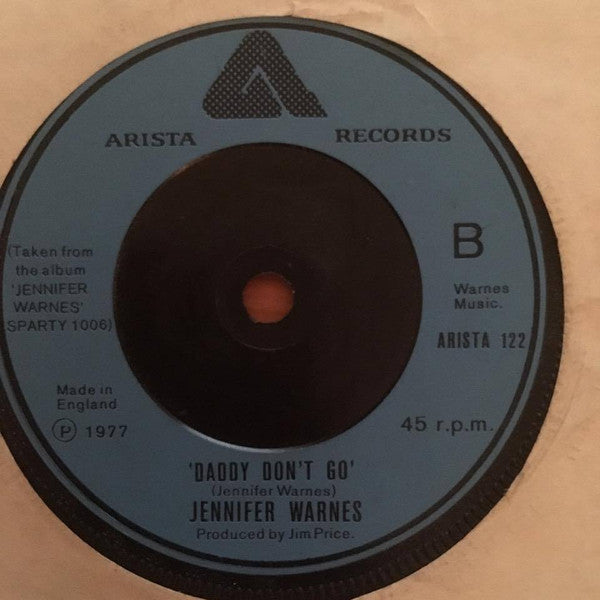 ARISTA RECORDS
(Taken from
the album
'JENNIFER
WARNES'
SPARTY 1006)
B
Warnes
Music.
ARISTA 122
Made in
England
Ⓟ 1977
45 r.p.m.
'DADDY DON'T GO'
(Jennifer Warnes)
JENNIFER WARNES
Produced by Jim Price.